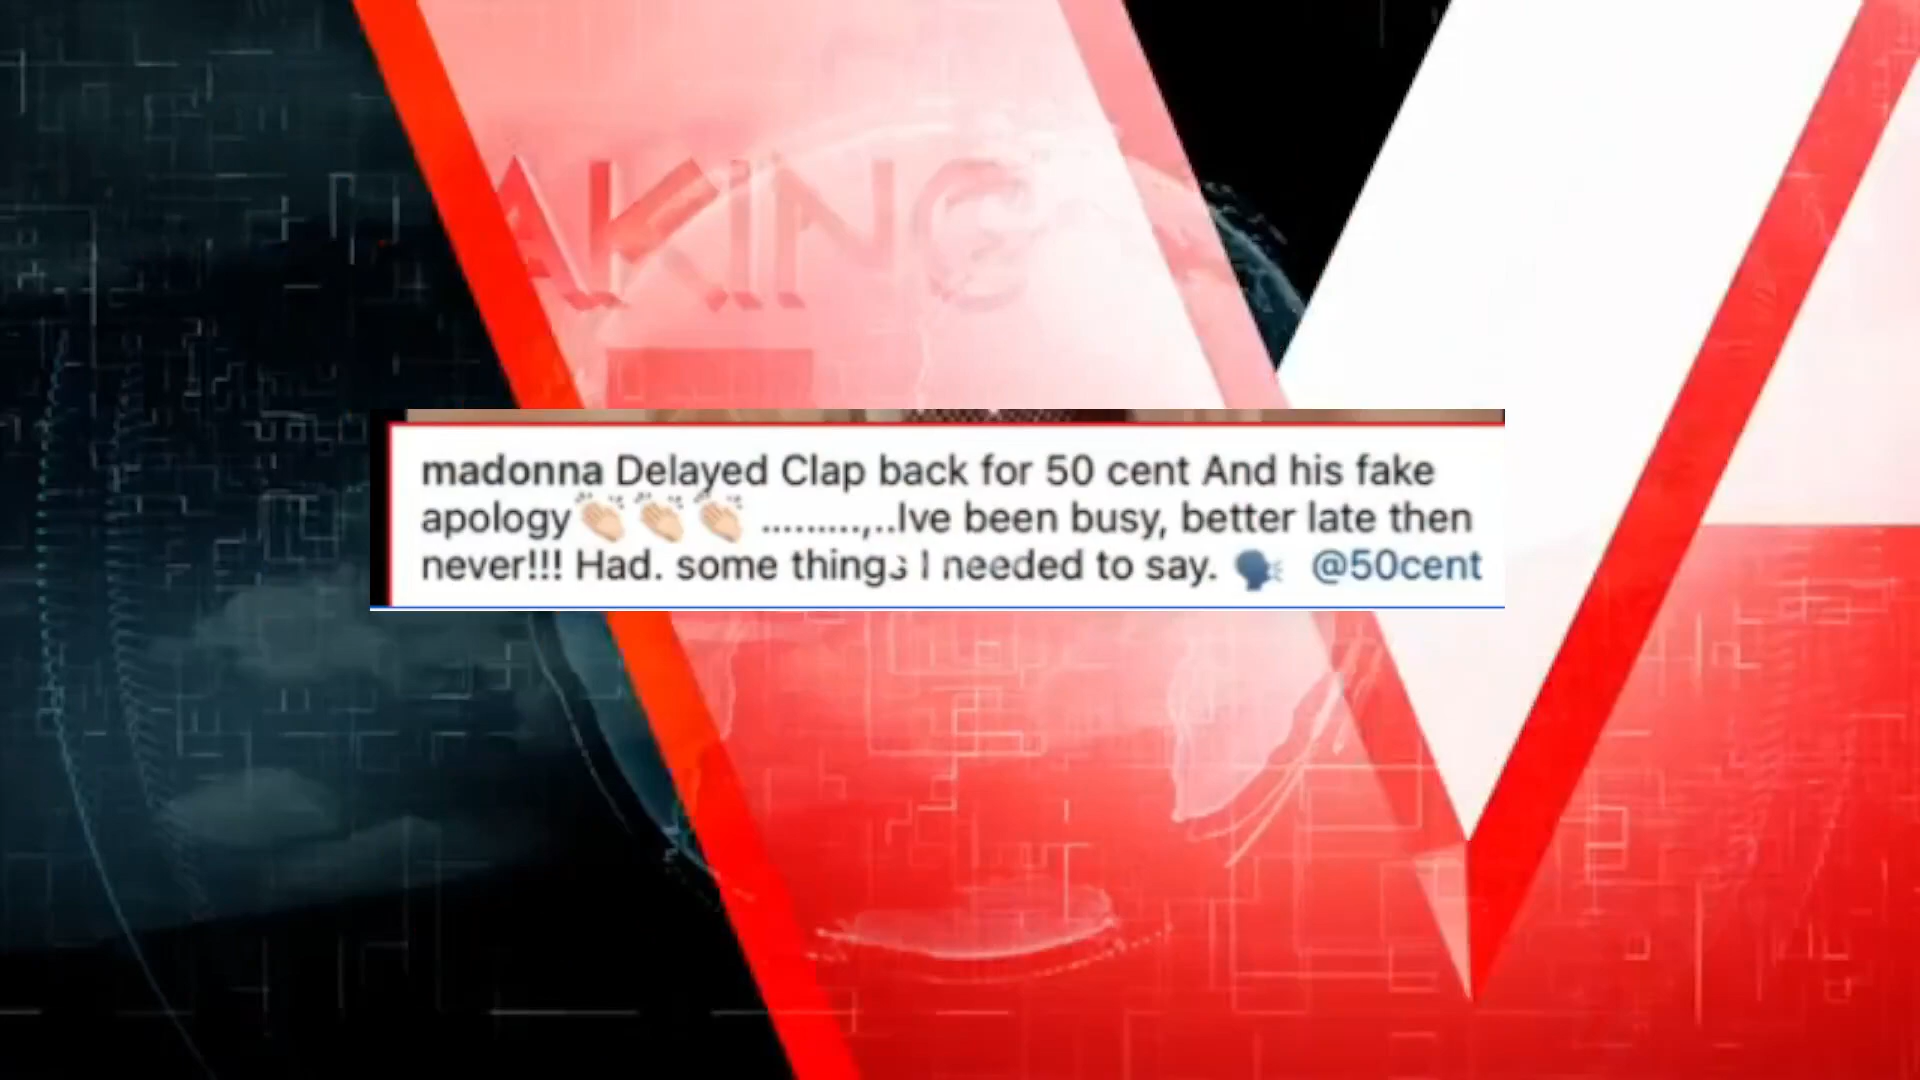 AKING
madonna Delayed Clap back for 50 cent And his fake
apology👏🏻👏🏻👏🏻 .........,..Ive been busy, better late then
never!!! Had. some things I needed to say. 🗣 @50cent